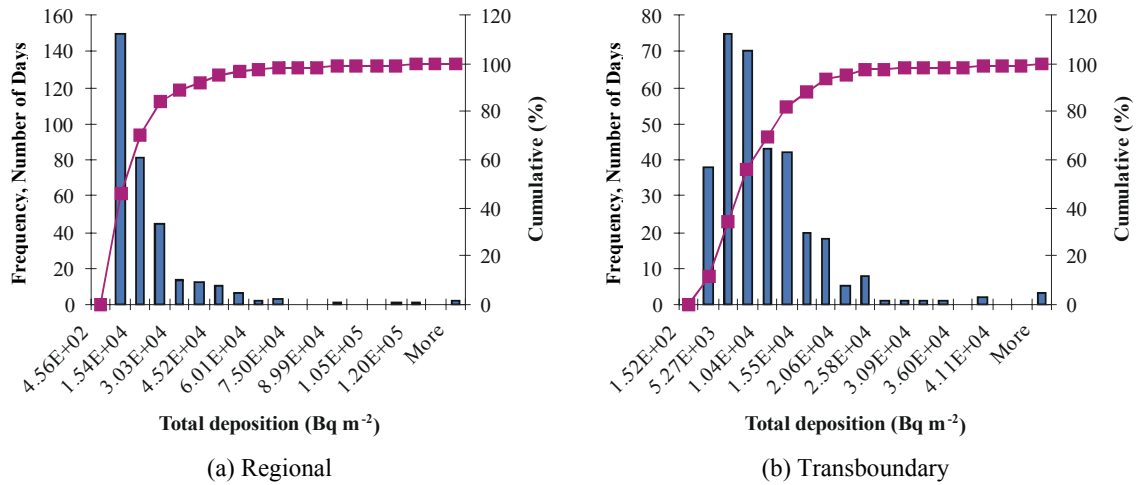 160
140
120
100
80
60
40
20
0
Frequency, Number of Days
120
100
80
60
40
20
0
Cumulative (%)
4.56E+02
1.54E+04
3.03E+04
4.52E+04
6.01E+04
7.50E+04
8.99E+04
1.05E+05
1.20E+05
More
Total deposition (Bq m-2)
(a) Regional
80
70
60
50
40
30
20
10
0
Frequency, Number of Days
120
100
80
60
40
20
0
Cumulative (%)
1.52E+02
5.27E+03
1.04E+04
1.55E+04
2.06E+04
2.58E+04
3.09E+04
3.60E+04
4.11E+04
More
Total deposition (Bq m-2)
(b) Transboundary